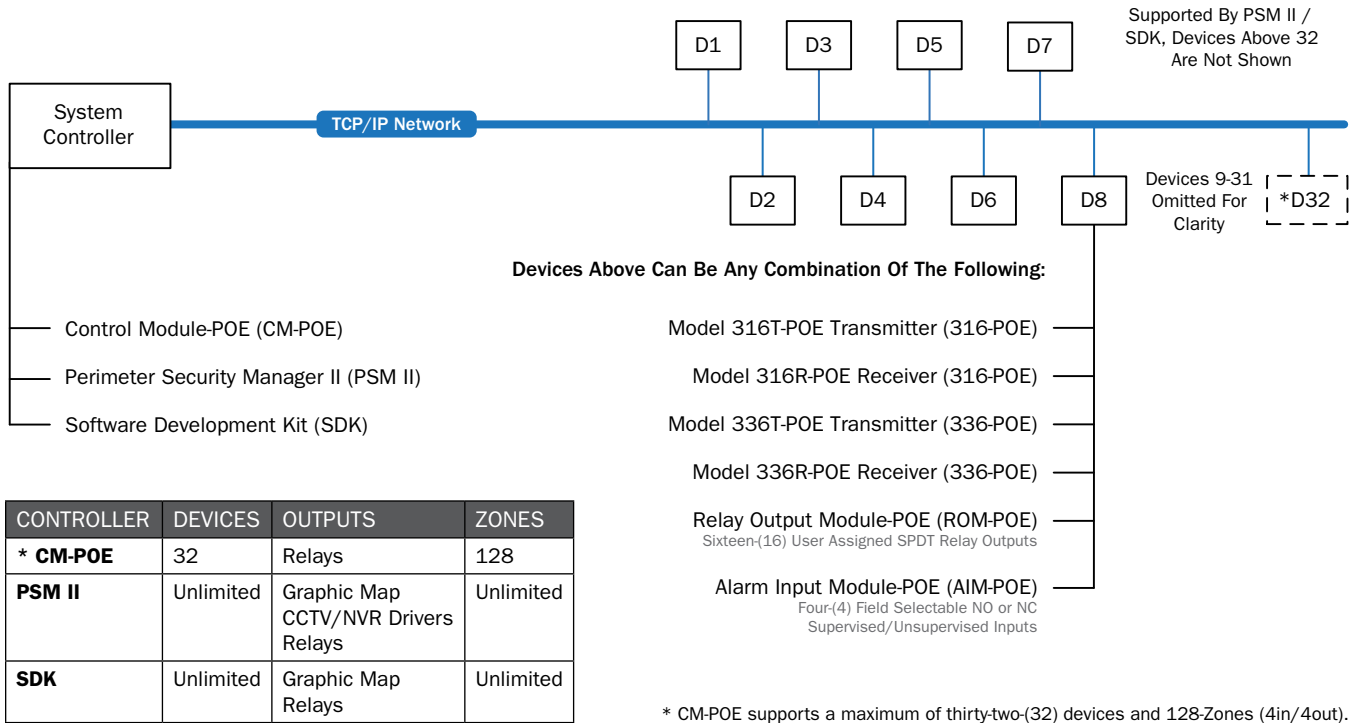 Supported By PSM II /
SDK, Devices Above 32
Are Not Shown
D1
D3
D5
D7
System
Controller
TCP/IP Network
D2
D4
D6
D8
Devices 9-31
Omitted For
Clarity
*D32
Devices Above Can Be Any Combination Of The Following:
Control Module-POE (CM-POE)
Perimeter Security Manager II (PSM II)
Software Development Kit (SDK)
Model 316T-POE Transmitter (316-POE)
Model 316R-POE Receiver (316-POE)
Model 336T-POE Transmitter (336-POE)
Model 336R-POE Receiver (336-POE)
Relay Output Module-POE (ROM-POE)
Sixteen-(16) User Assigned SPDT Relay Outputs
Alarm Input Module-POE (AIM-POE)
Four-(4) Field Selectable NO or NC
Supervised/Unsupervised Inputs
CONTROLLER DEVICES OUTPUTS ZONES
* CM-POE 32 Relays 128
PSM II Unlimited Graphic Map Unlimited
CCTV/NVR Drivers
Relays
SDK Unlimited Graphic Map Unlimited
Relays
* CM-POE supports a maximum of thirty-two-(32) devices and 128-Zones (4in/4out).